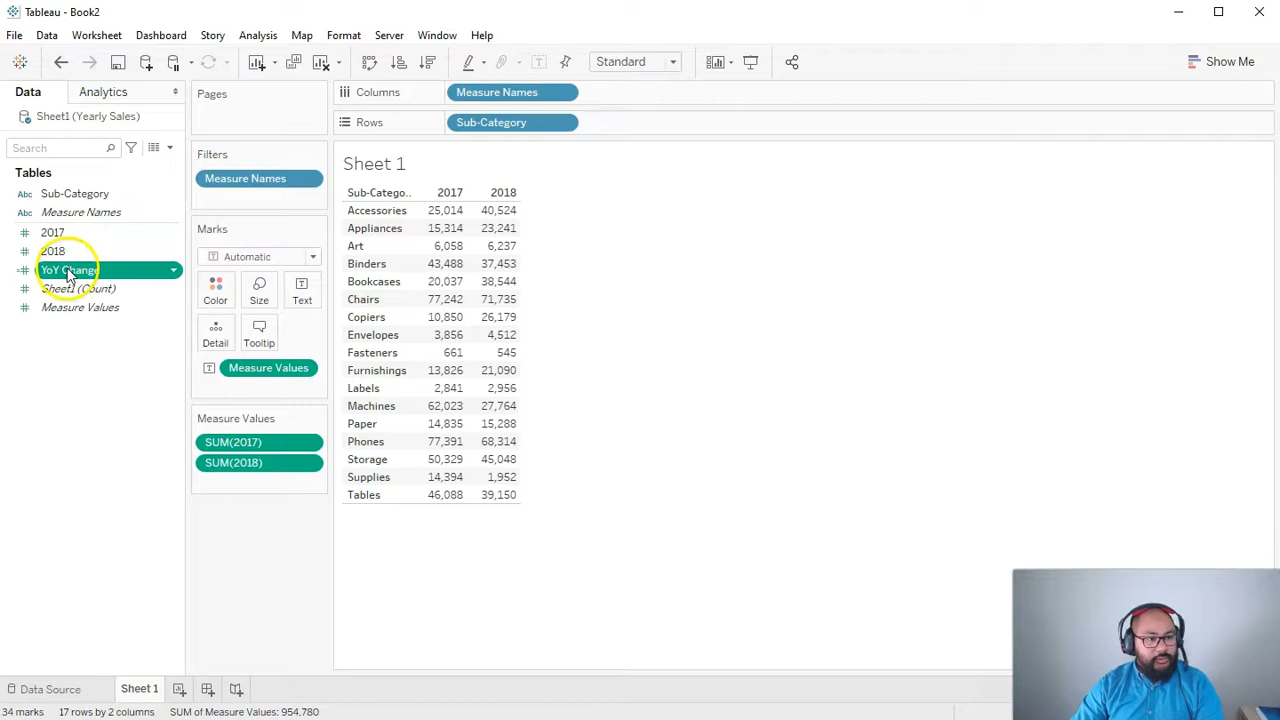 Tableau - Book2
File Data Worksheet Dashboard Story Analysis Map Format Server Window Help
Standard
Show Me
Data Analytics
Sheet1 (Yearly Sales)
Search
Tables
Abc Sub-Category
Abc Measure Names
2017
2018
YoY Change
Sheet1 (Count)
Measure Values
Pages
Filters
Measure Names
Marks
Automatic
Color Size Text
Detail Tooltip
Measure Values
Measure Values
SUM(2017)
SUM(2018)
Columns Measure Names
Rows Sub-Category
Sheet 1
Sub-Catego.. 2017 2018
Accessories 25,014 40,524
Appliances 15,314 23,241
Art 6,058 6,237
Binders 43,488 37,453
Bookcases 20,037 38,544
Chairs 77,242 71,735
Copiers 10,850 26,179
Envelopes 3,856 4,512
Fasteners 661 545
Furnishings 13,826 21,090
Labels 2,841 2,956
Machines 62,023 27,764
Paper 14,835 15,288
Phones 77,391 68,314
Storage 50,329 45,048
Supplies 14,394 1,952
Tables 46,088 39,150
Data Source Sheet 1
34 marks 17 rows by 2 columns SUM of Measure Values: 954,780